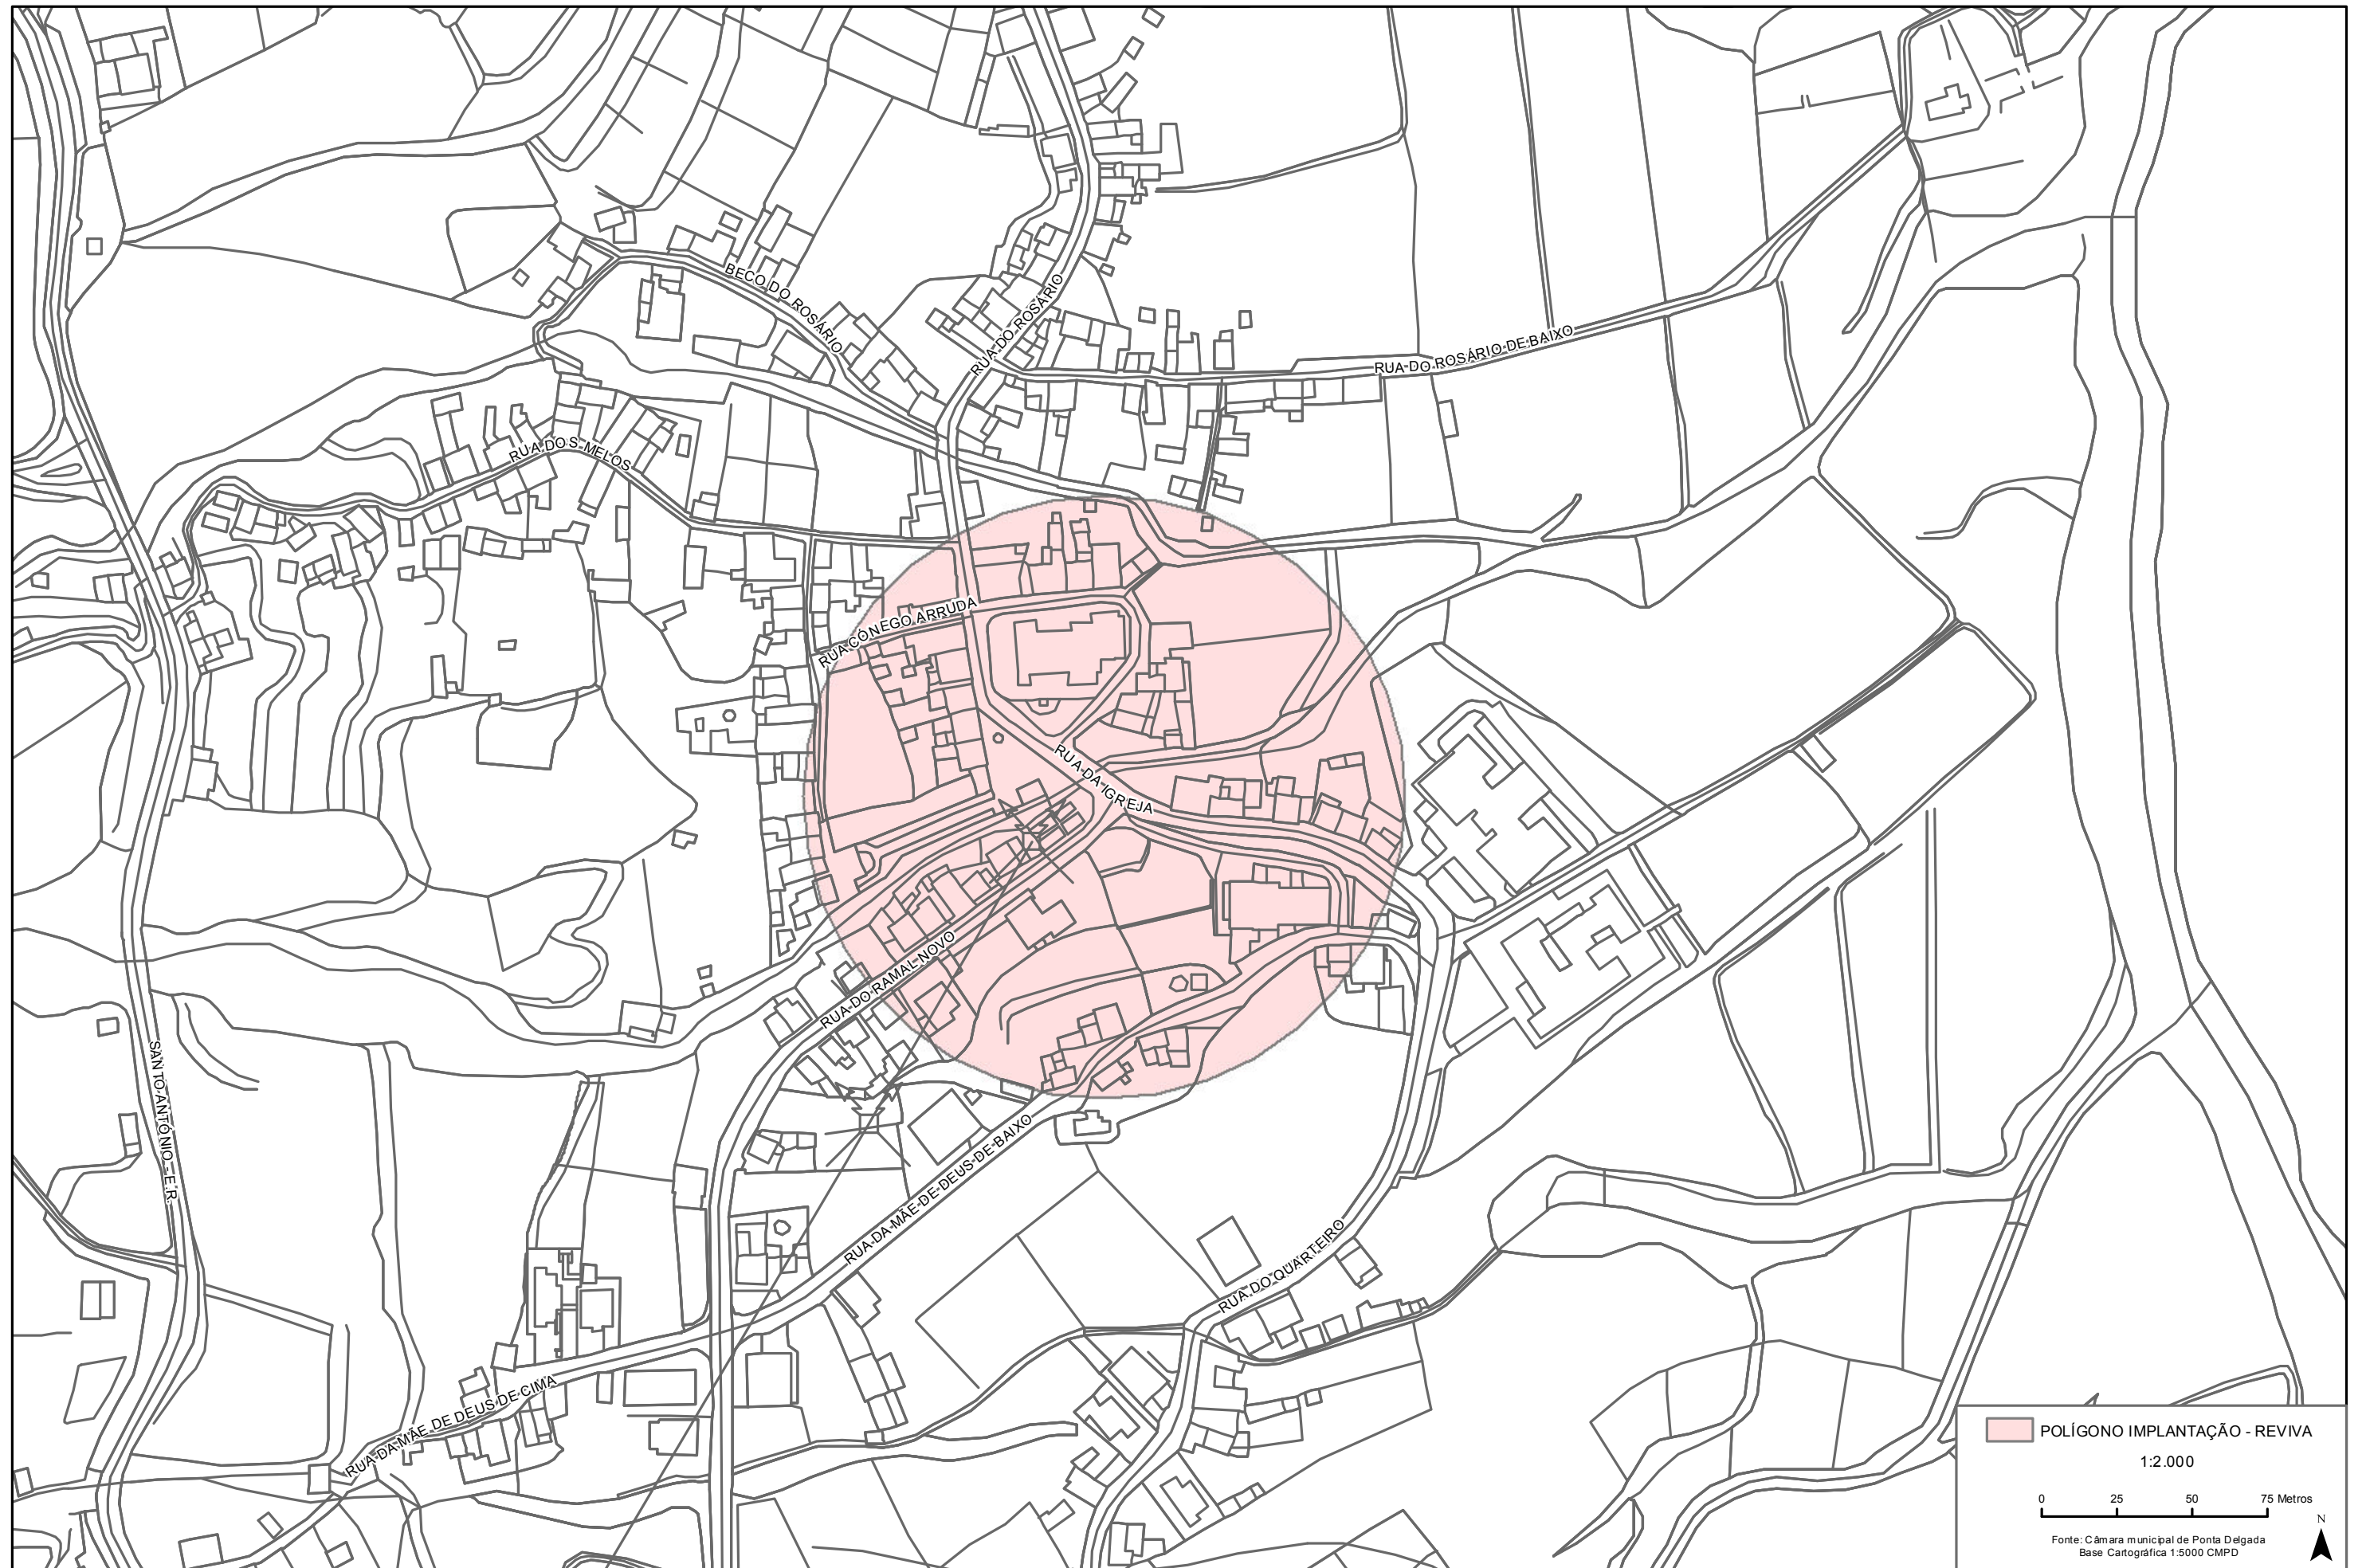 BECO DO ROSÁRIO
RUA DO ROSÁRIO
RUA DO ROSÁRIO DE BAIXO
RUA DOS MELOS
RUA CÓNEGO ARRUDA
RUA DA IGREJA
RUA DO RAMAL NOVO
SANTO ANTÓNIO - E.R.
RUA DA MÃE DE DEUS DE BAIXO
RUA DO QUARTEIRO
RUA DA MÃE DE DEUS DE CIMA
POLÍGONO IMPLANTAÇÃO - REVIVA
1:2.000
0 25 50 75 Metros
N
Fonte: Câmara municipal de Ponta Delgada
Base Cartográfica 1:5000 CMPD